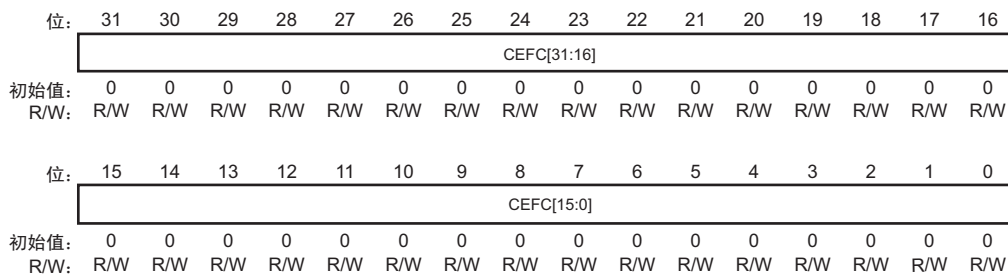 位: 31 30 29 28 27 26 25 24 23 22 21 20 19 18 17 16
CEFC[31:16]
初始值: 0 0 0 0 0 0 0 0 0 0 0 0 0 0 0 0
R/W: R/W R/W R/W R/W R/W R/W R/W R/W R/W R/W R/W R/W R/W R/W R/W R/W
位: 15 14 13 12 11 10 9 8 7 6 5 4 3 2 1 0
CEFC[15:0]
初始值: 0 0 0 0 0 0 0 0 0 0 0 0 0 0 0 0
R/W: R/W R/W R/W R/W R/W R/W R/W R/W R/W R/W R/W R/W R/W R/W R/W R/W